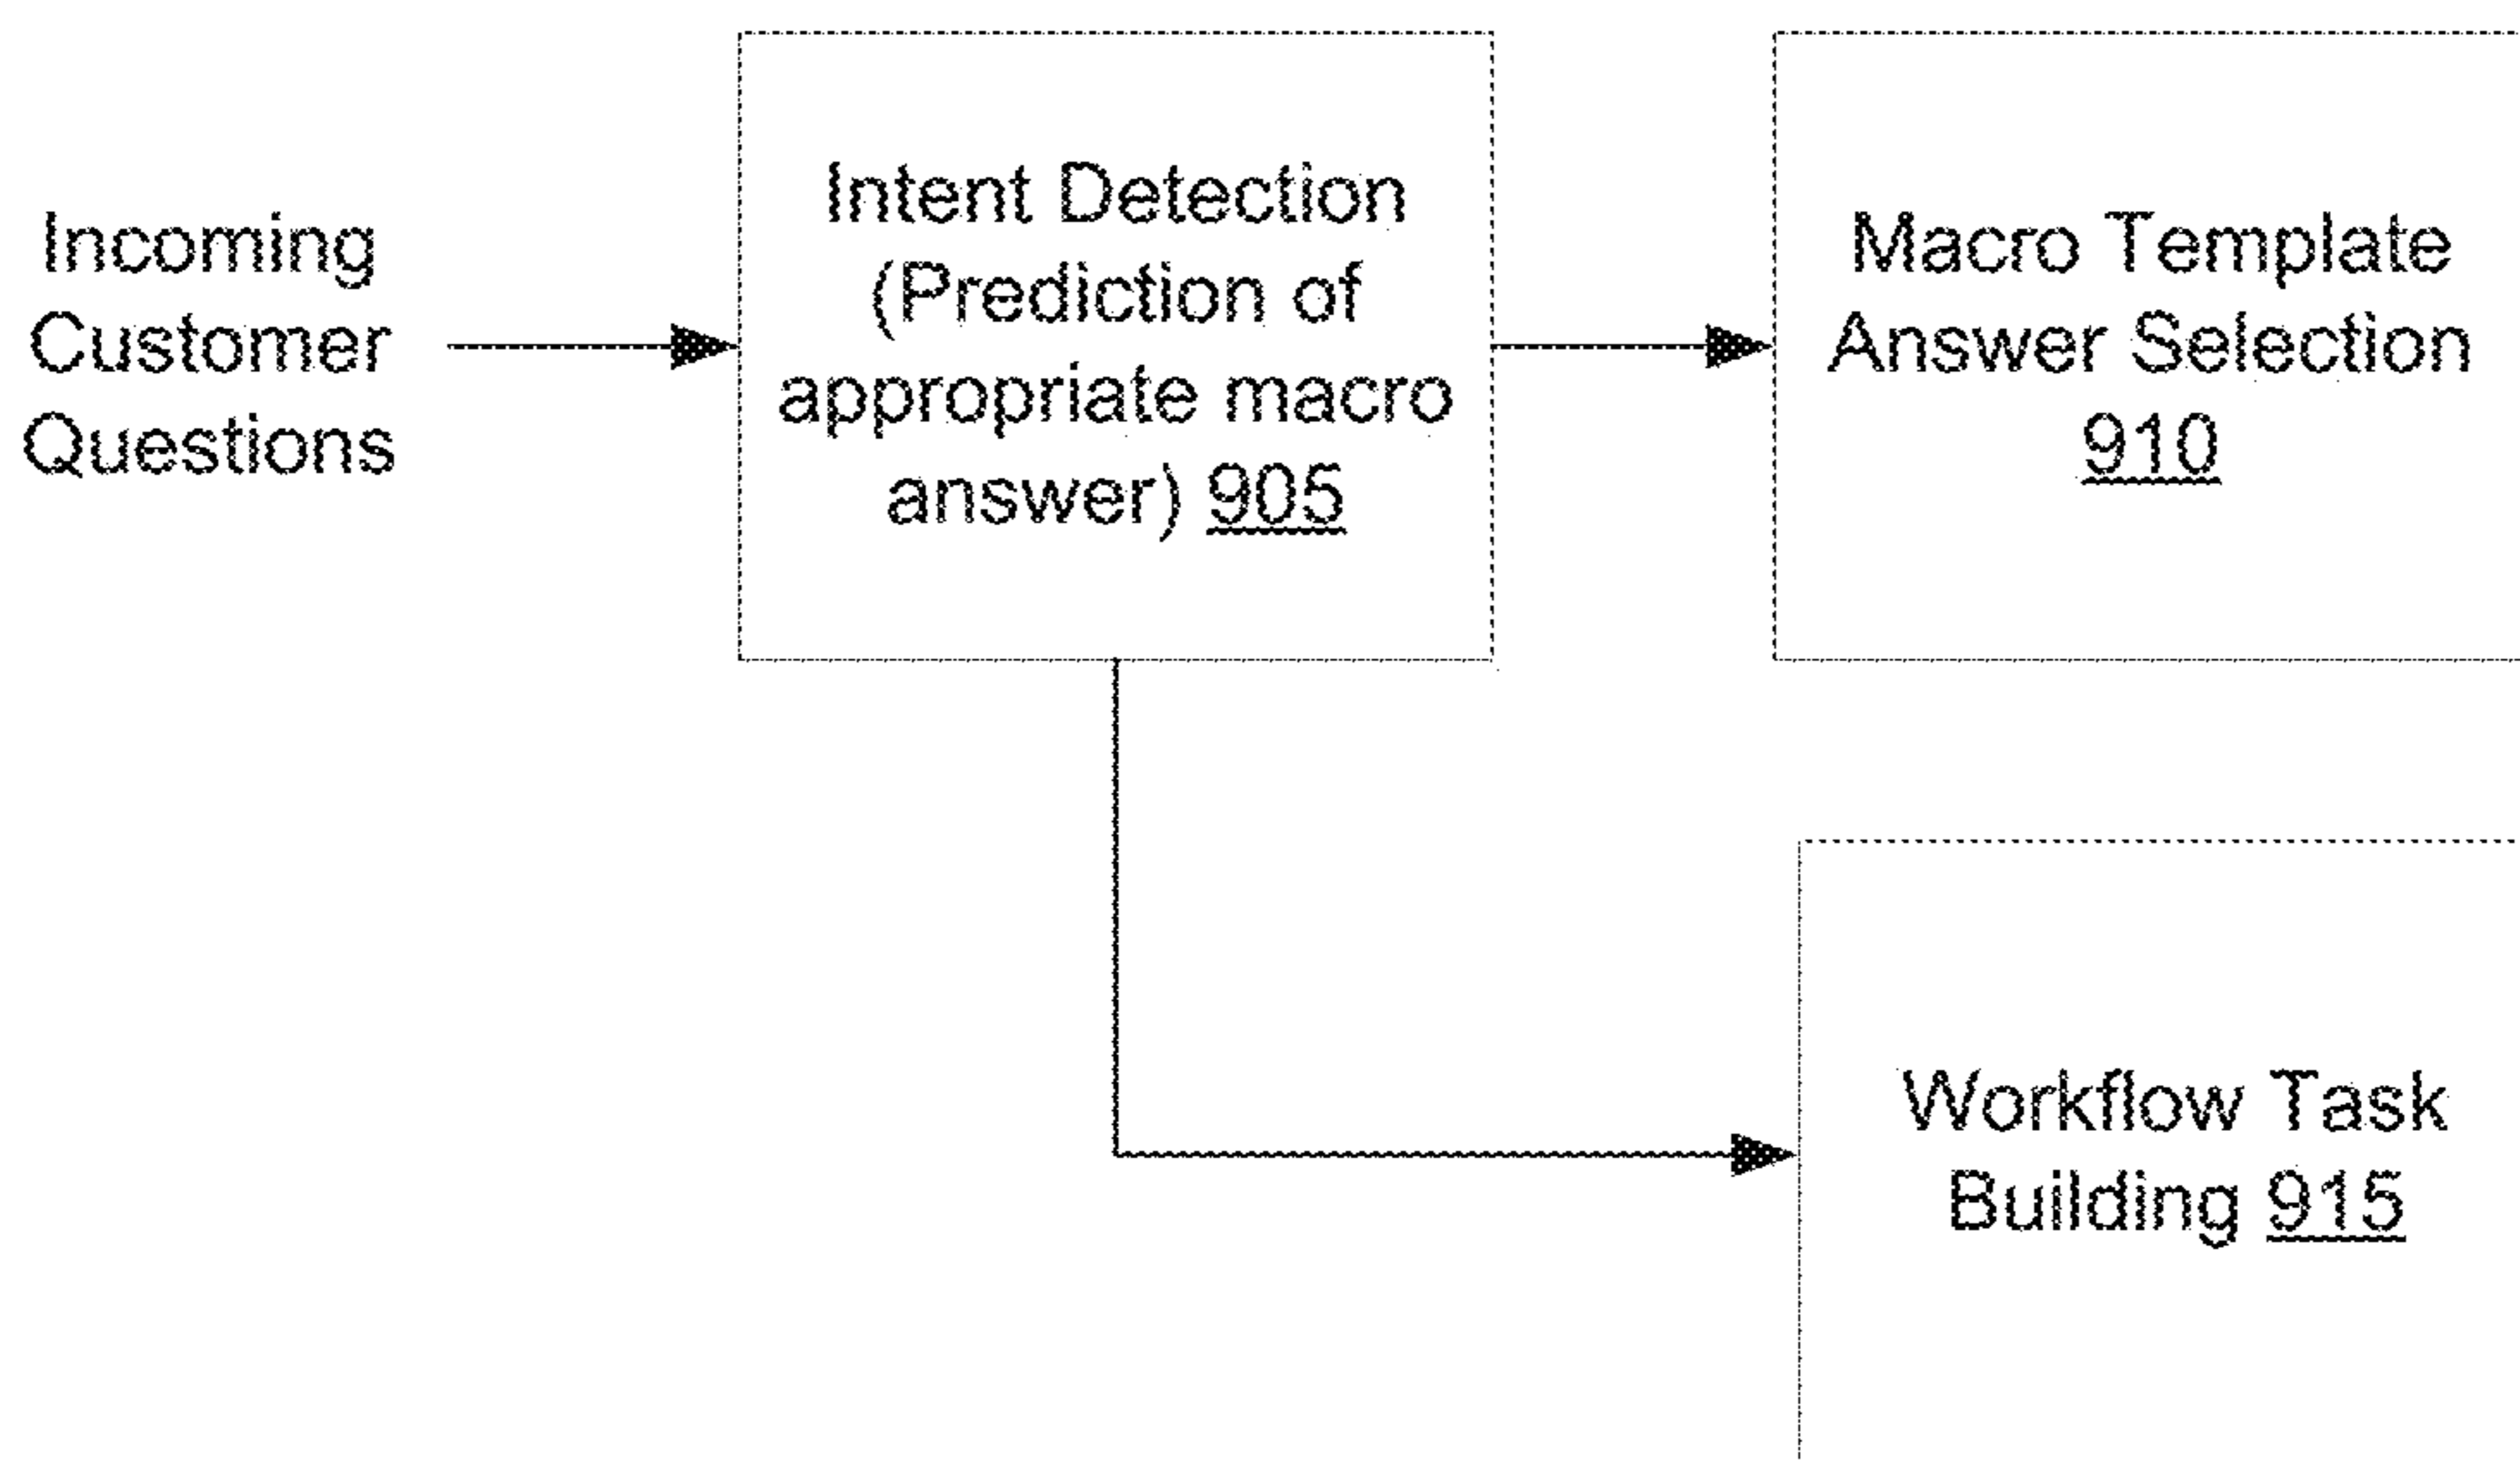 Incoming
Customer
Questions
Intent Detection
(Prediction of
appropriate macro
answer) 905
Macro Template
Answer Selection
910
Workflow Task
Building 915